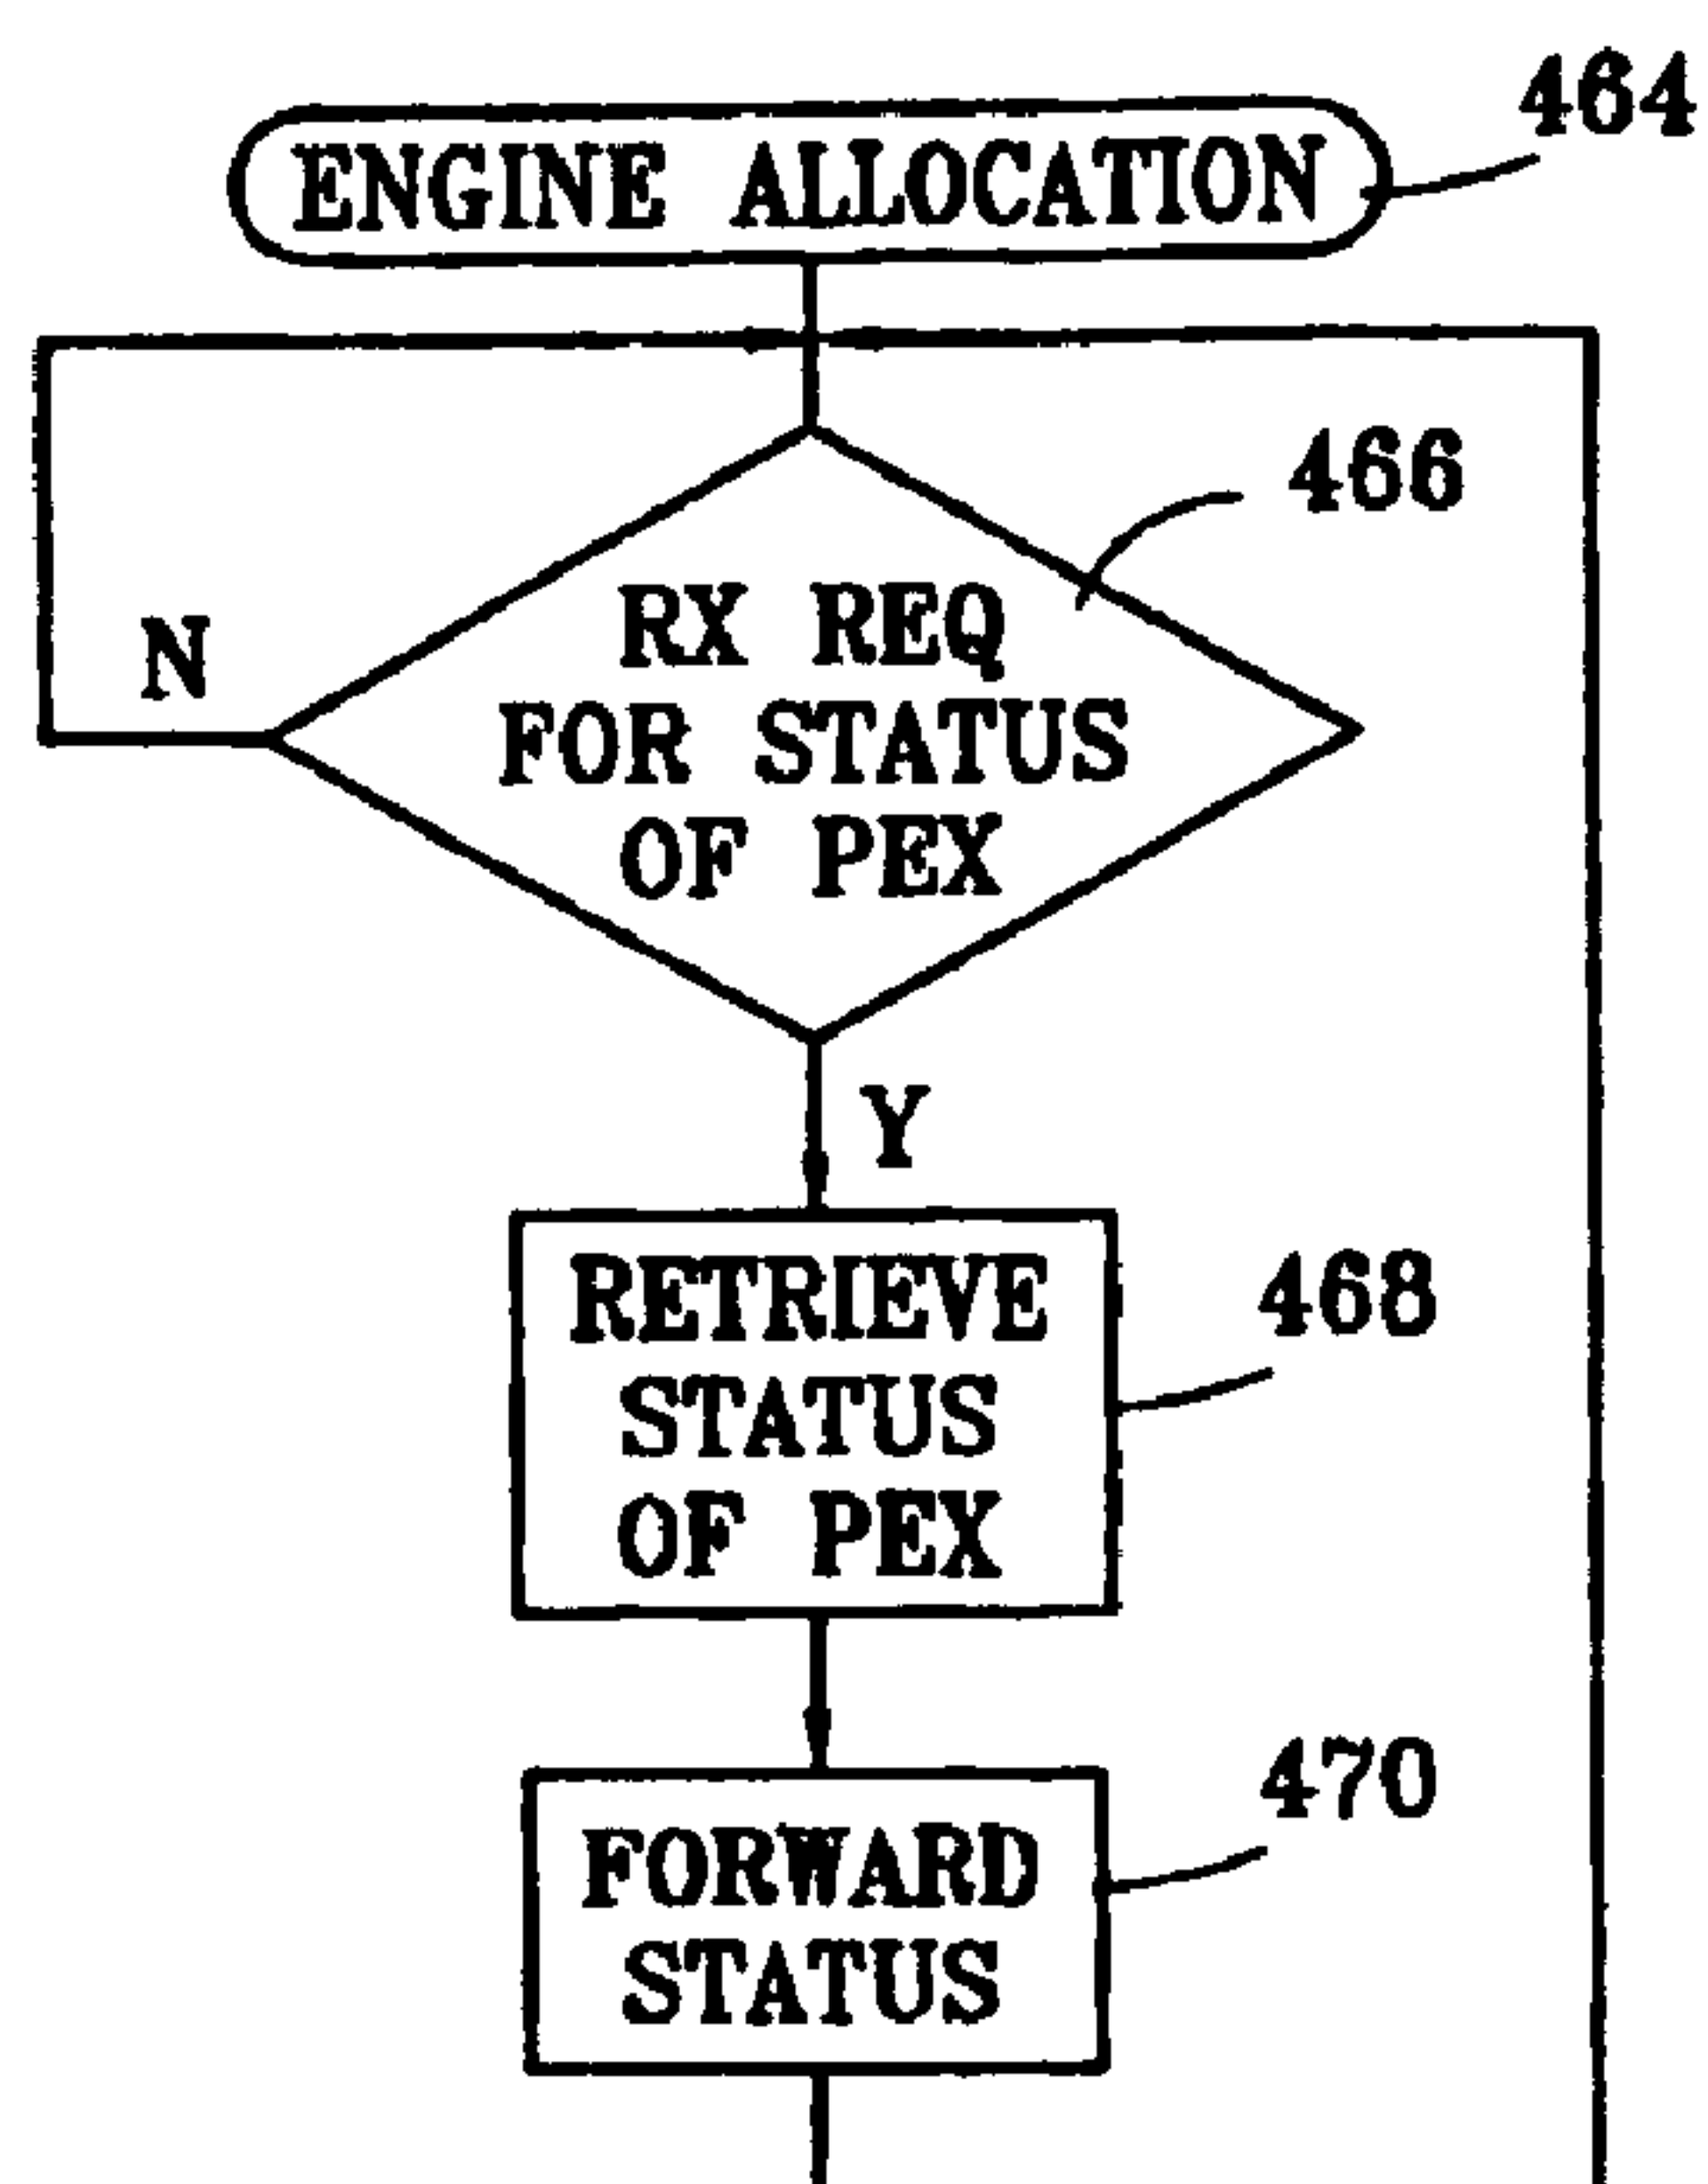 464
ENGINE ALLOCATION
466
RX REQ
FOR STATUS
OF PEX
N
Y
RETRIEVE
STATUS
OF PEX
468
470
FORWARD
STATUS